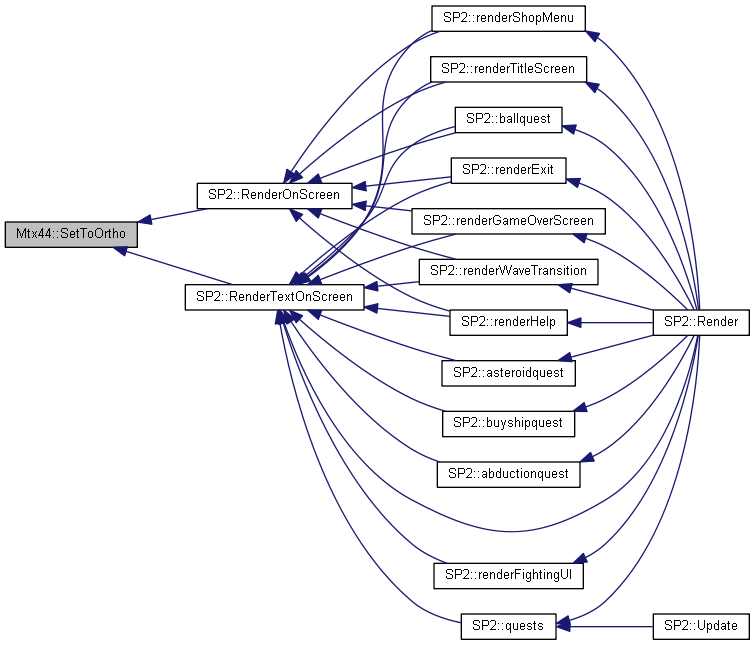 SP2::renderShopMenu
SP2::renderTitleScreen
SP2::ballquest
SP2::renderExit
SP2::RenderOnScreen
SP2::renderGameOverScreen
Mtx44::SetToOrtho
SP2::renderWaveTransition
SP2::RenderTextOnScreen
SP2::renderHelp
SP2::Render
SP2::asteroidquest
SP2::buyshipquest
SP2::abductionquest
SP2::renderFightingUI
SP2::quests
SP2::Update